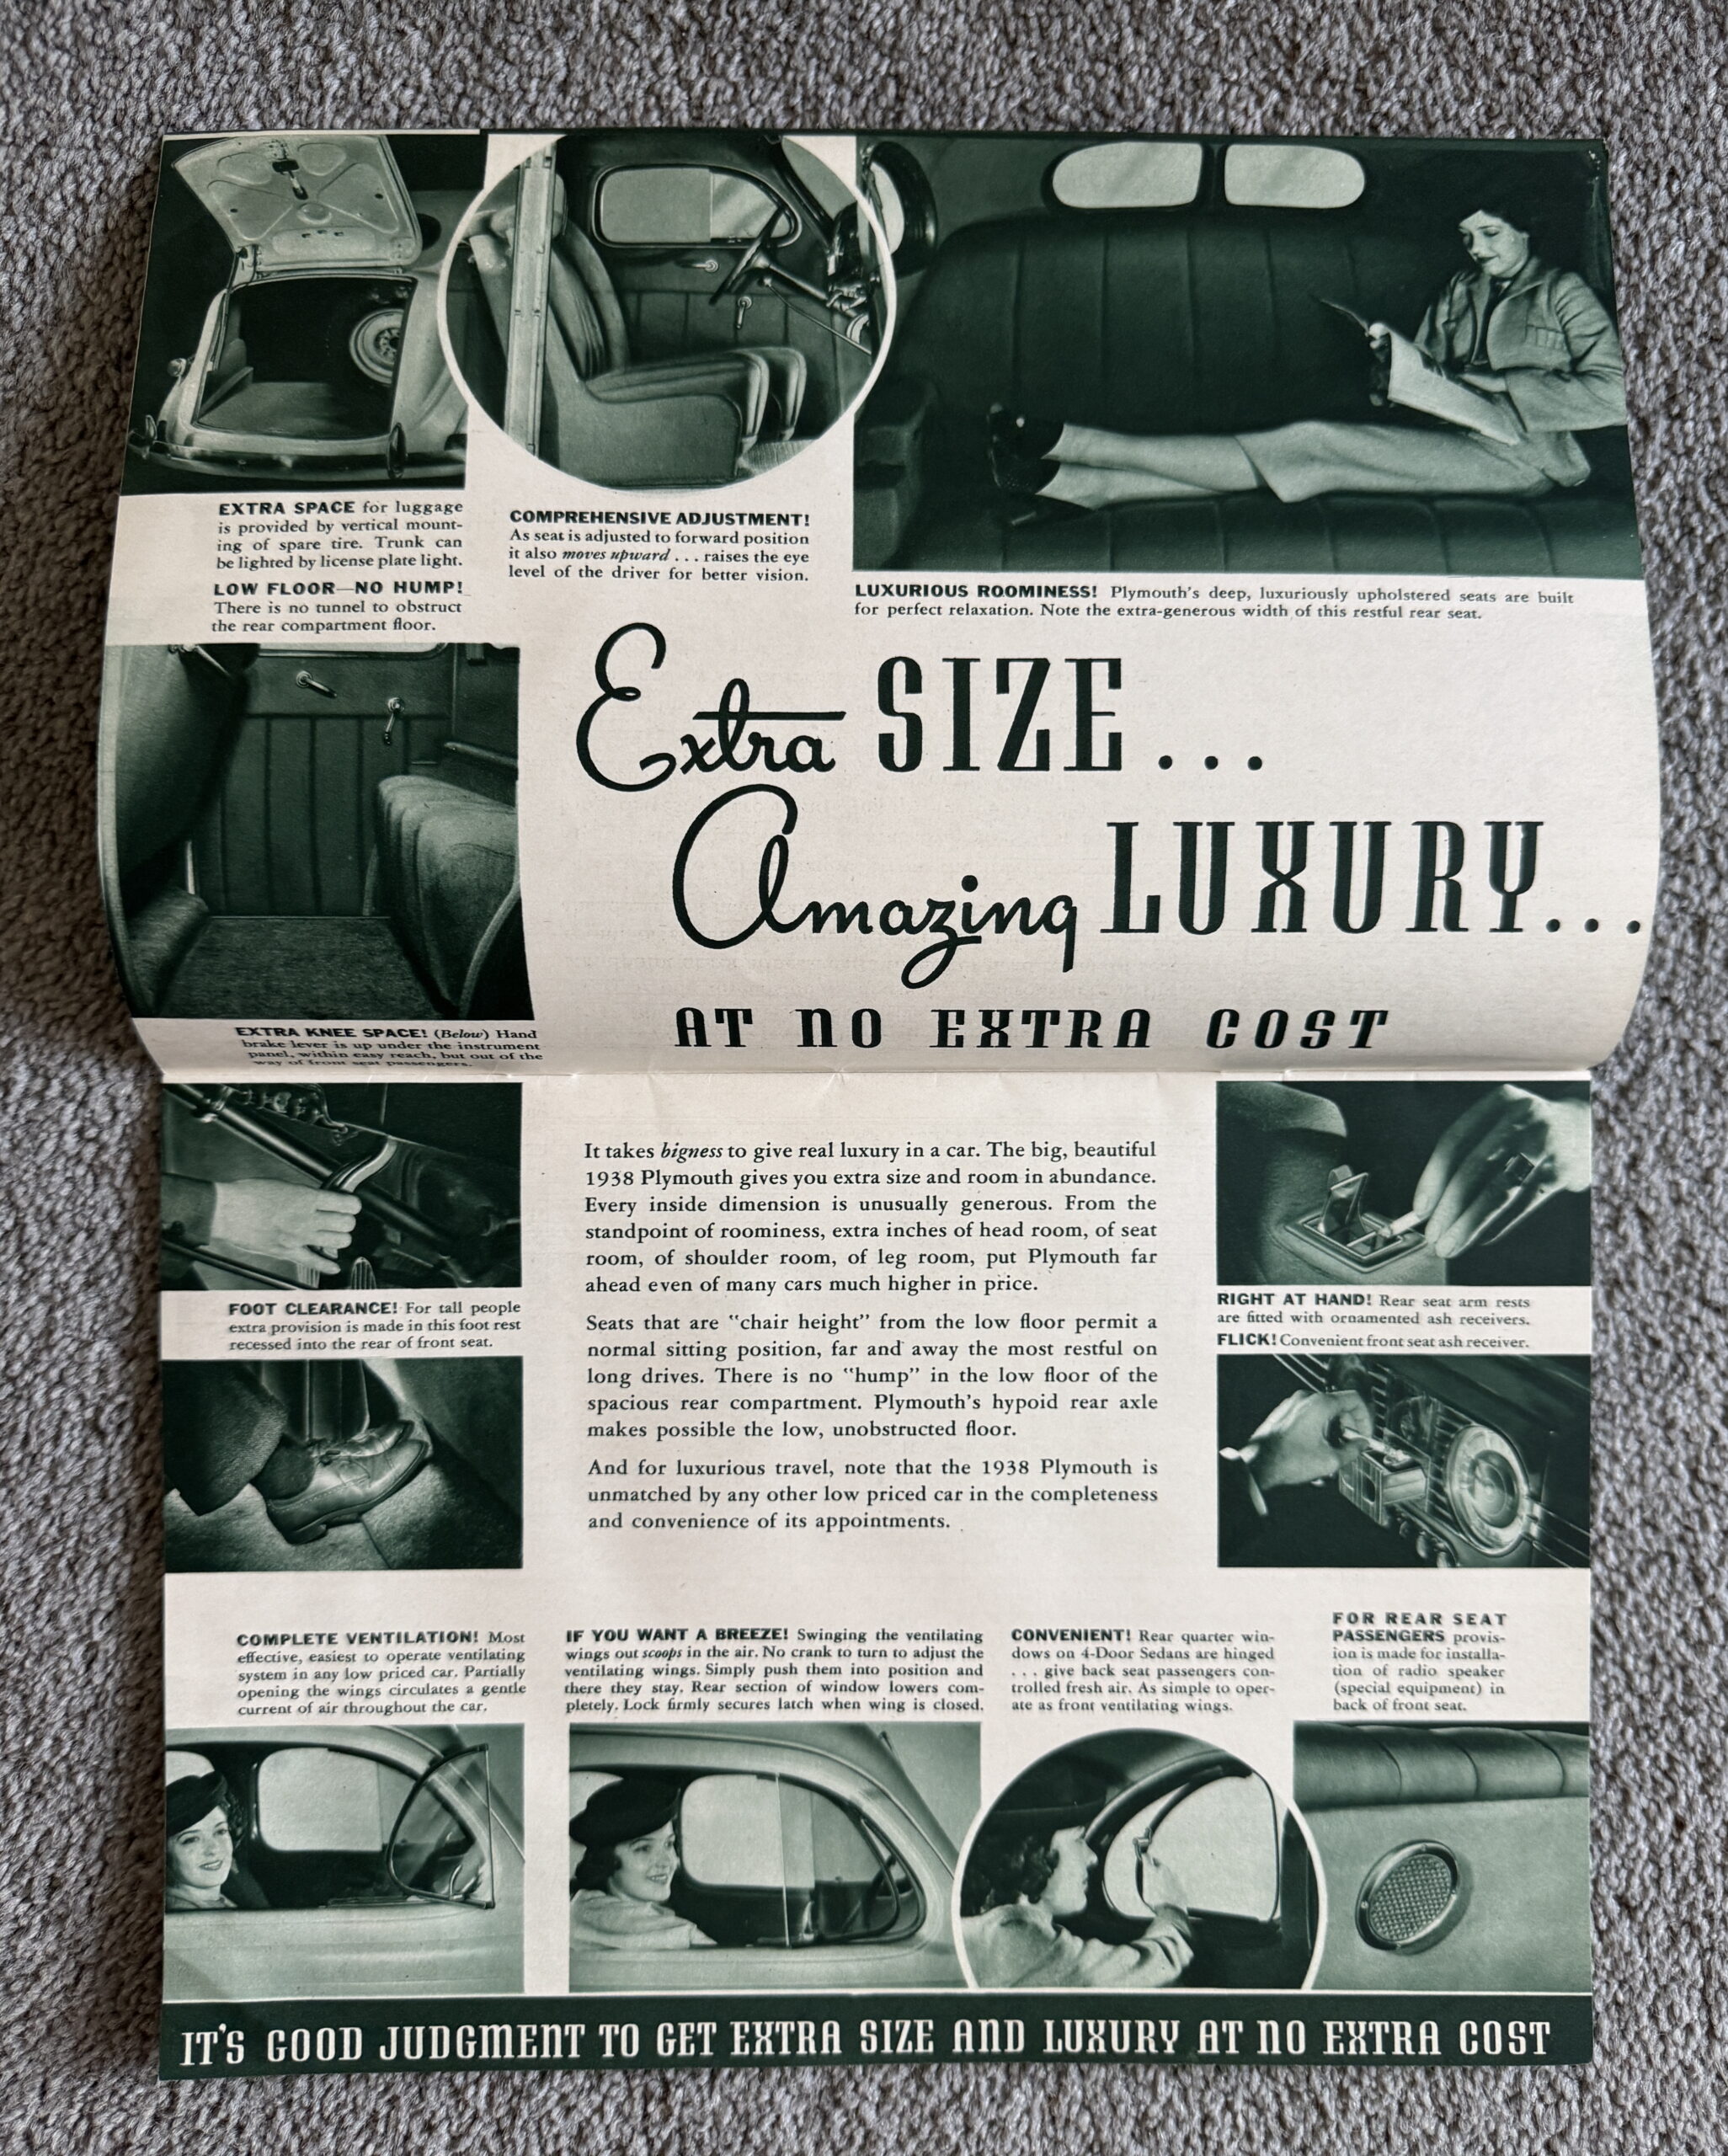 EXTRA SPACE for luggage
is provided by vertical mount-
ing of spare tire. Trunk can
be lighted by license plate light.
LOW FLOOR—NO HUMP!
There is no tunnel to obstruct
the rear compartment floor.
COMPREHENSIVE ADJUSTMENT!
As seat is adjusted to forward position
it also moves upward . . . raises the eye
level of the driver for better vision.
LUXURIOUS ROOMINESS! Plymouth's deep, luxuriously upholstered seats are built
for perfect relaxation. Note the extra-generous width of this restful rear seat.
Extra SIZE...
Amazing LUXURY...
AT NO EXTRA COST
EXTRA KNEE SPACE! (Below) Hand
brake lever is up under the instrument
panel, within easy reach, but out of the
way of front seat passengers.
It takes bigness to give real luxury in a car. The big, beautiful
1938 Plymouth gives you extra size and room in abundance.
Every inside dimension is unusually generous. From the
standpoint of roominess, extra inches of head room, of seat
room, of shoulder room, of leg room, put Plymouth far
ahead even of many cars much higher in price.
Seats that are "chair height" from the low floor permit a
normal sitting position, far and away the most restful on
long drives. There is no "hump" in the low floor of the
spacious rear compartment. Plymouth's hypoid rear axle
makes possible the low, unobstructed floor.
And for luxurious travel, note that the 1938 Plymouth is
unmatched by any other low priced car in the completeness
and convenience of its appointments.
FOOT CLEARANCE! For tall people
extra provision is made in this foot rest
recessed into the rear of front seat.
RIGHT AT HAND! Rear seat arm rests
are fitted with ornamented ash receivers.
FLICK! Convenient front seat ash receiver.
COMPLETE VENTILATION! Most
effective, easiest to operate ventilating
system in any low priced car. Partially
opening the wings circulates a gentle
current of air throughout the car.
IF YOU WANT A BREEZE! Swinging the ventilating
wings out scoops in the air. No crank to turn to adjust the
ventilating wings. Simply push them into position and
there they stay. Rear section of window lowers com-
pletely. Lock firmly secures latch when wing is closed.
CONVENIENT! Rear quarter win-
dows on 4-Door Sedans are hinged
. . . give back seat passengers con-
trolled fresh air. As simple to oper-
ate as front ventilating wings.
FOR REAR SEAT
PASSENGERS provis-
ion is made for installa-
tion of radio speaker
(special equipment) in
back of front seat.
IT'S GOOD JUDGMENT TO GET EXTRA SIZE AND LUXURY AT NO EXTRA COST